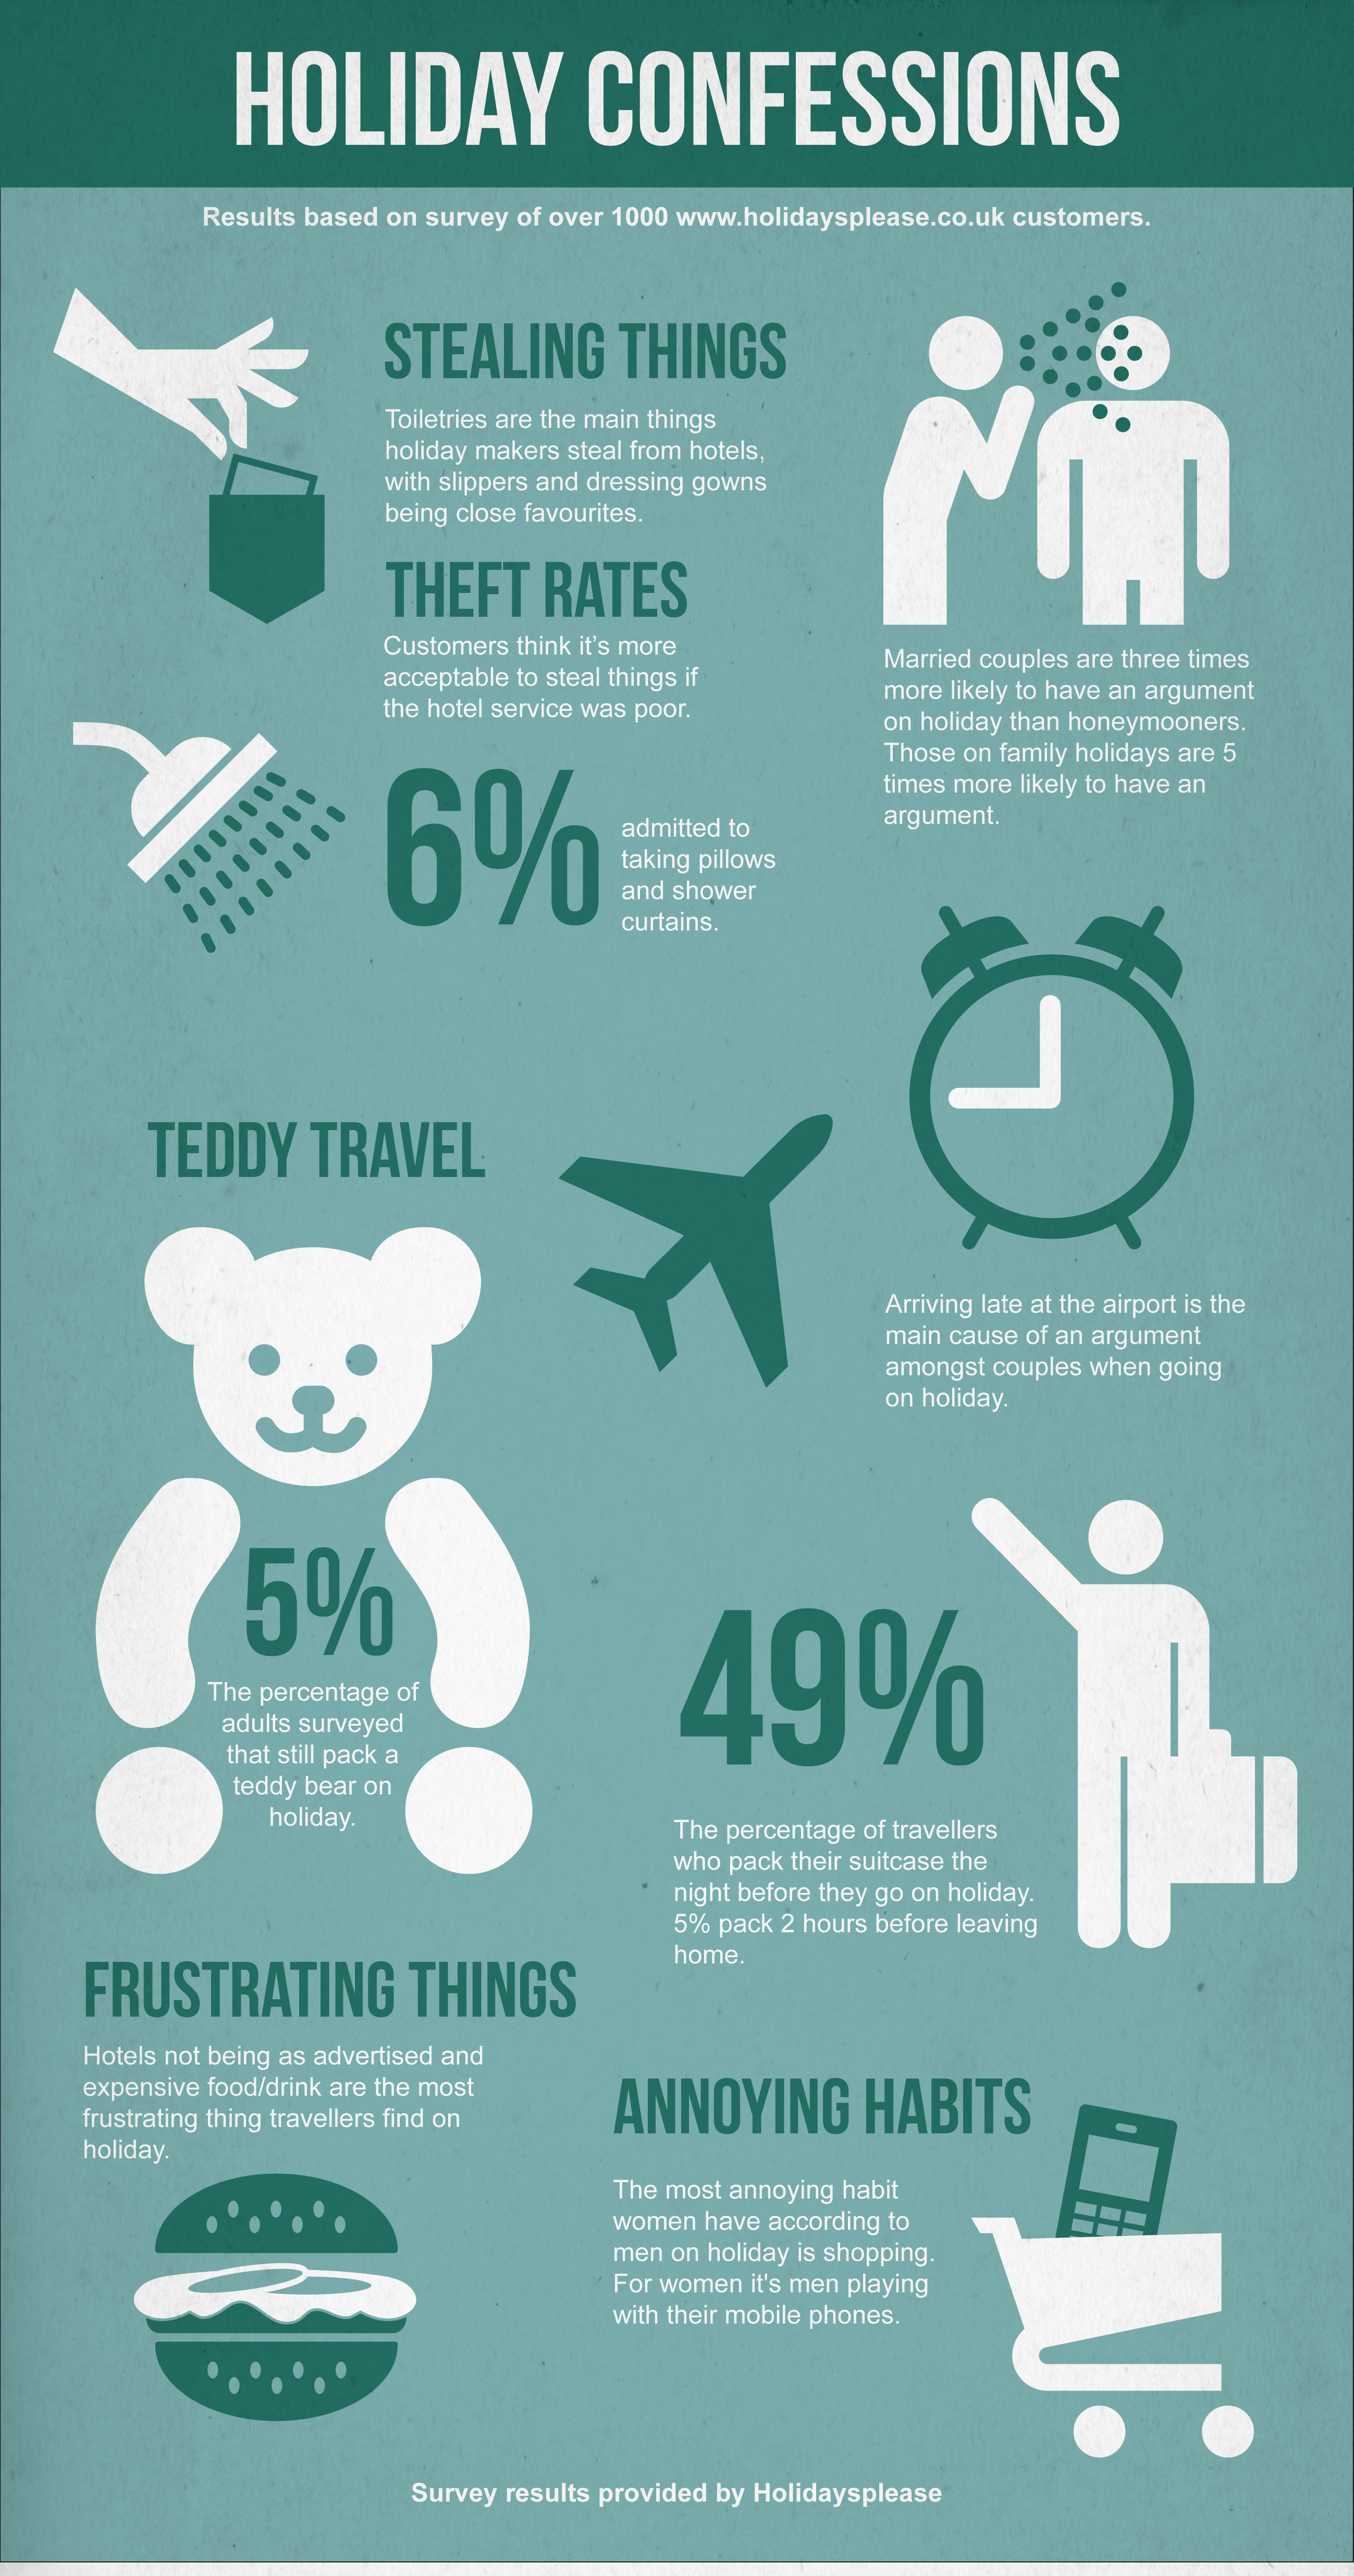 HOLIDAY CONFESSIONS
Results based on survey of over 1000 www.holidaysplease.co.uk customers.
STEALING THINGS
Toiletries are the main things
holiday makers steal from hotels,
with slippers and dressing gowns
being close favourites.
THEFT RATES
Customers think it’s more
acceptable to steal things if
the hotel service was poor.
6%
admitted to
taking pillows
and shower
curtains.
Married couples are three times
more likely to have an argument
on holiday than honeymooners.
Those on family holidays are 5
times more likely to have an
argument.
Arriving late at the airport is the
main cause of an argument
amongst couples when going
on holiday.
TEDDY TRAVEL
5%
The percentage of
adults surveyed
that still pack a
teddy bear on
holiday.
49%
The percentage of travellers
who pack their suitcase the
night before they go on holiday.
5% pack 2 hours before leaving
home.
FRUSTRATING THINGS
Hotels not being as advertised and
expensive food/drink are the most
frustrating thing travellers find on
holiday.
ANNOYING HABITS
The most annoying habit
women have according to
men on holiday is shopping.
For women it's men playing
with their mobile phones.
Survey results provided by Holidaysplease